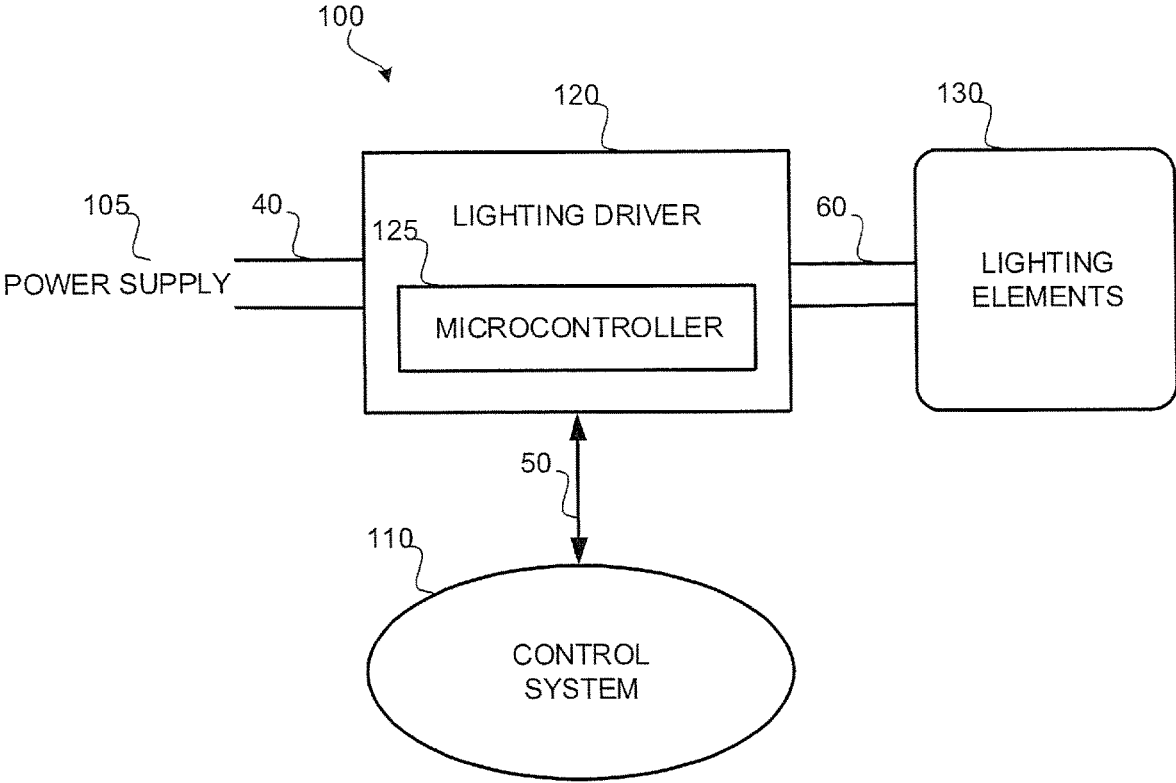 100
120
130
105
40
LIGHTING DRIVER
60
125
POWER SUPPLY
LIGHTING
ELEMENTS
MICROCONTROLLER
50
110
CONTROL
SYSTEM